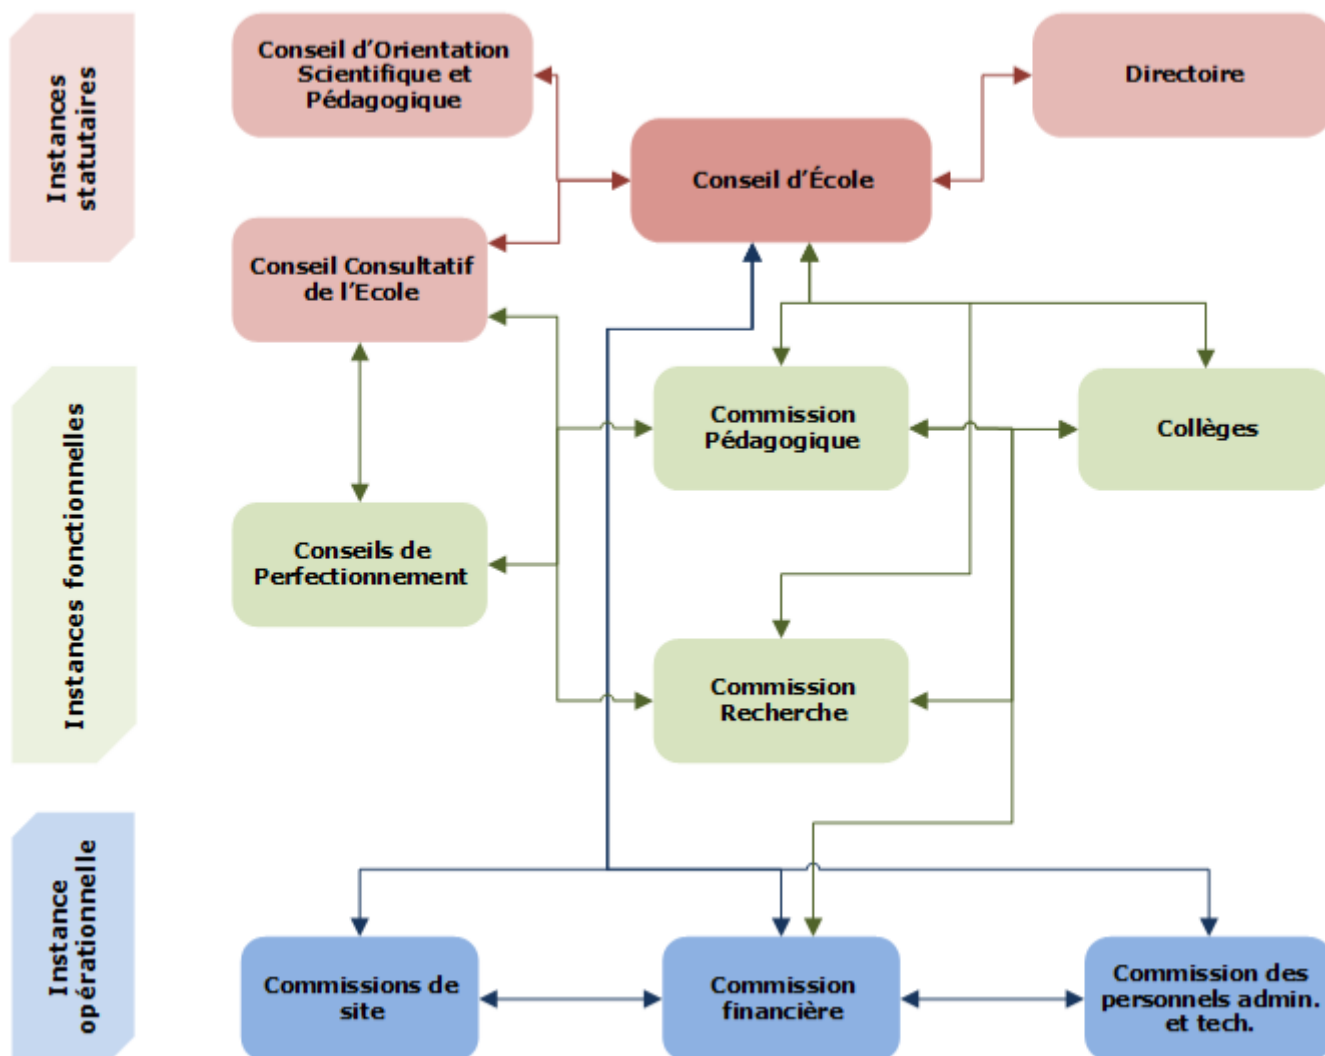 Instances
statutaires
Conseil d'Orientation
Scientifique et
Pédagogique
Directoire
Conseil d'École
Conseil Consultatif
de l'Ecole
Instances fonctionnelles
Commission
Pédagogique
Collèges
Conseils de
Perfectionnement
Commission
Recherche
Instance
opérationnelle
Commissions de
site
Commission
financière
Commission des
personnels admin.
et tech.